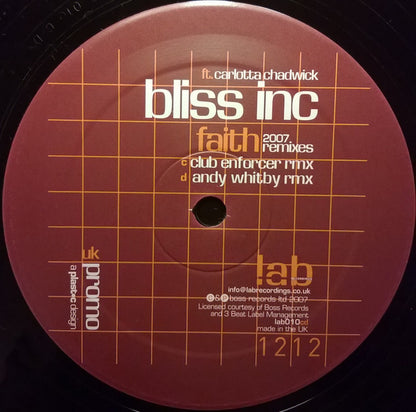 ft. carlotta chadwick
bliss inc
faith 2007 remixes
c club enforcer rmx
d andy whitby rmx
uk promo
a plastic design
lab
info@labrecordings.co.uk
©&℗ boss records ltd 2007
Licensed courtesy of Boss Records
and 3 Beat Label Management
lab010cd
made in the UK
1212